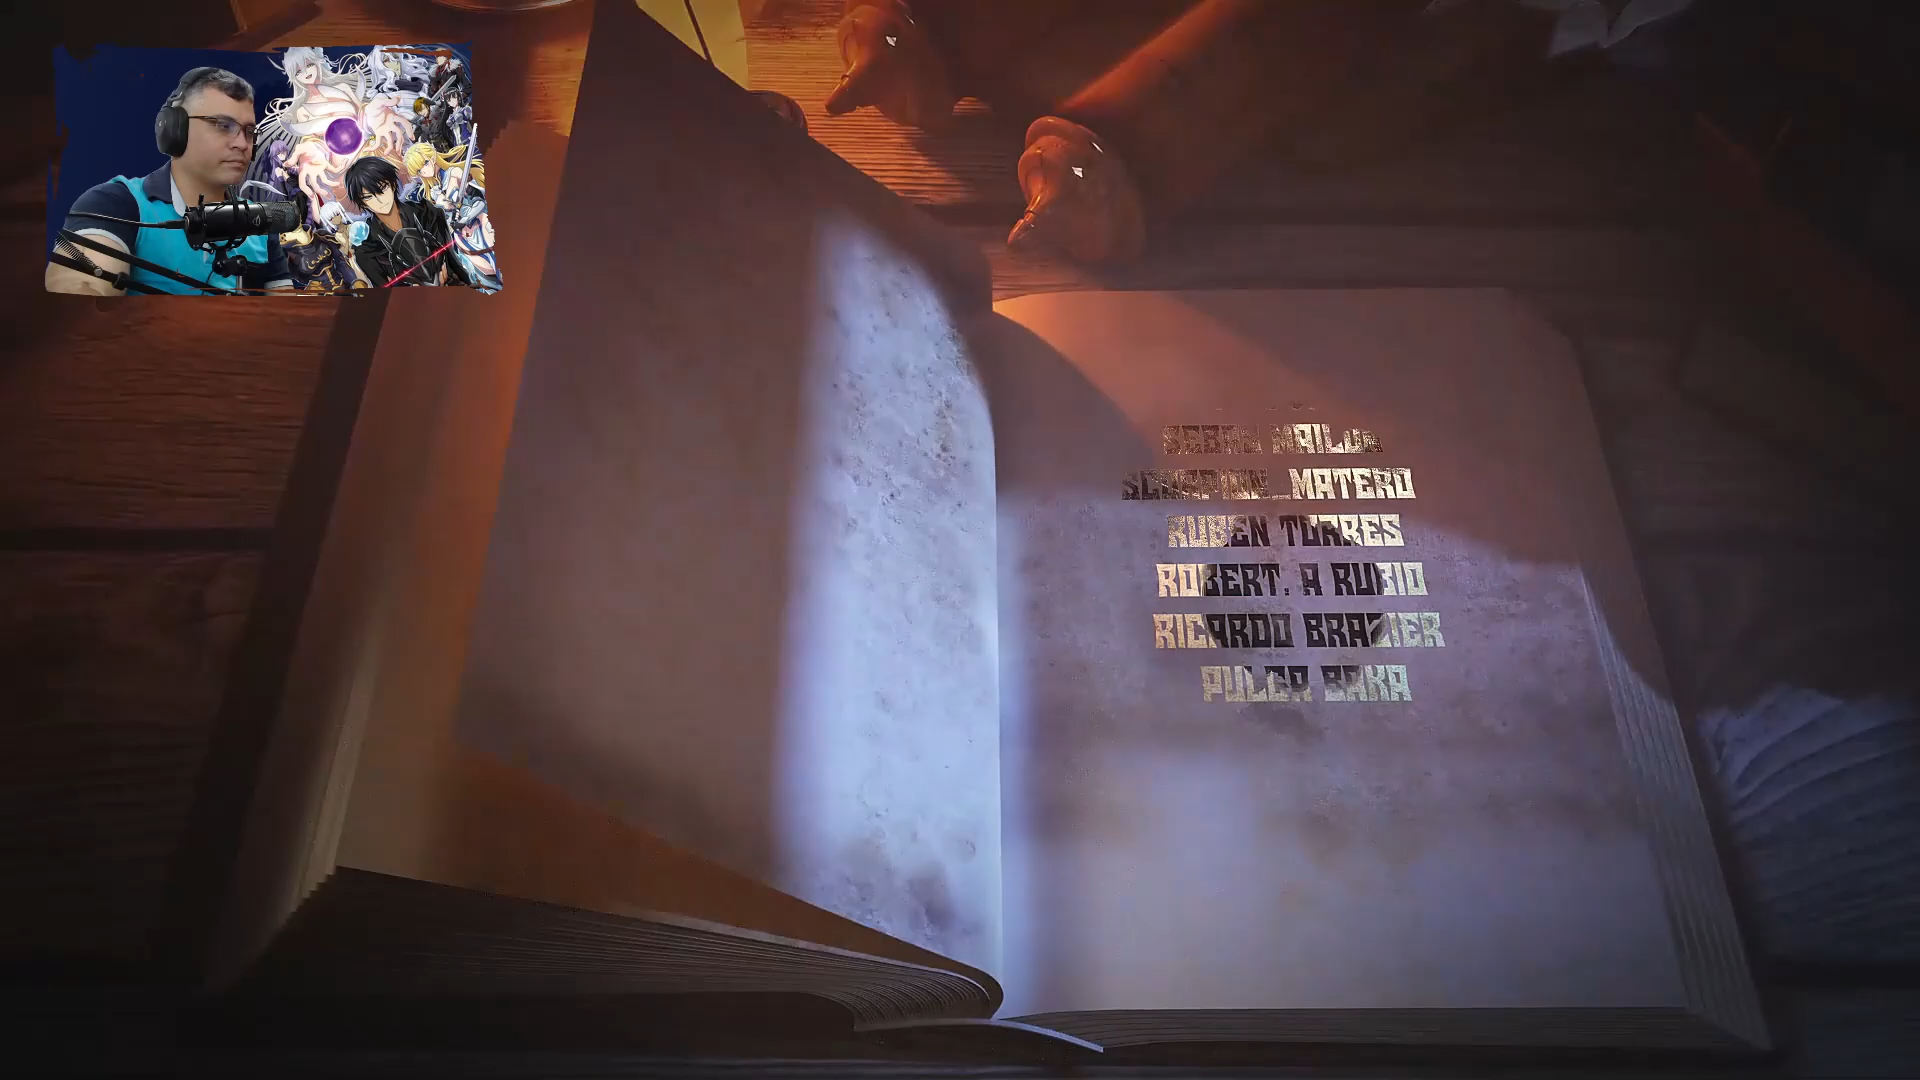 SCORPION_MATERO
RUBEN TORRES
ROBERT. A RUBIO
RICARDO BRAZIER
PULGA BAKA